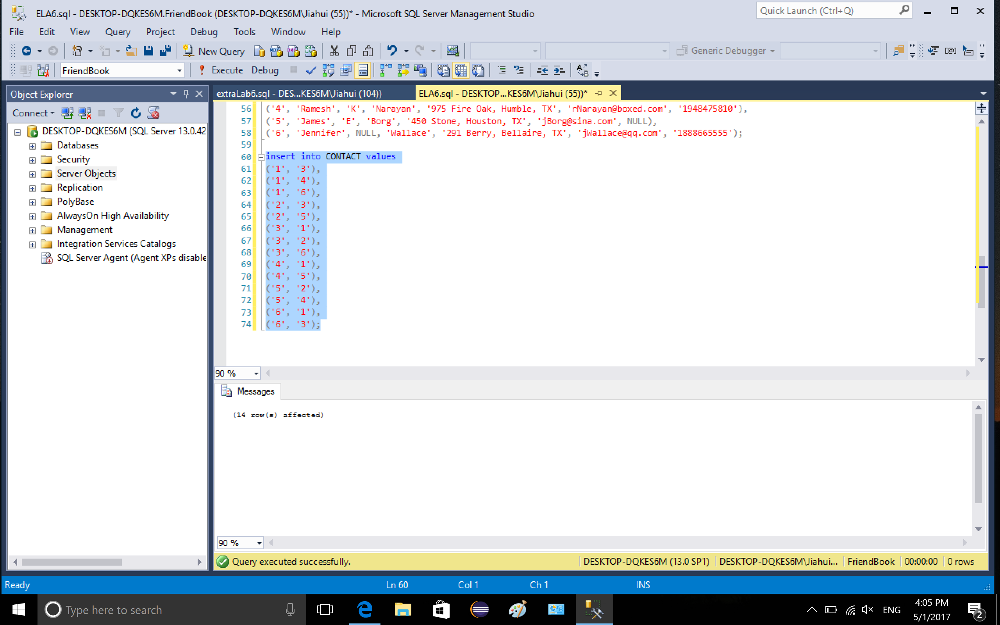 ELA6.sql - DESKTOP-DQKES6M.FriendBook (DESKTOP-DQKES6M\Jiahui (55))* - Microsoft SQL Server Management Studio
Quick Launch (Ctrl+Q)
File Edit View Query Project Debug Tools Window Help
New Query
Generic Debugger
FriendBook
Execute Debug
Object Explorer
Connect
DESKTOP-DQKES6M (SQL Server 13.0.42
Databases
Security
Server Objects
Replication
PolyBase
AlwaysOn High Availability
Management
Integration Services Catalogs
SQL Server Agent (Agent XPs disable
extraLab6.sql - DES...KES6M\Jiahui (104))
ELA6.sql - DESKTOP...KES6M\Jiahui (55))*
56 ('4', 'Ramesh', 'K', 'Narayan', '975 Fire Oak, Humble, TX', 'rNarayan@boxed.com', '1948475810'),
57 ('5', 'James', 'E', 'Borg', '450 Stone, Houston, TX', 'jBorg@sina.com', NULL),
58 ('6', 'Jennifer', NULL, 'Wallace', '291 Berry, Bellaire, TX', 'jWallace@qq.com', '1888665555');
59
60 insert into CONTACT values
61 ('1', '3'),
62 ('1', '4'),
63 ('1', '6'),
64 ('2', '3'),
65 ('2', '5'),
66 ('3', '1'),
67 ('3', '2'),
68 ('3', '6'),
69 ('4', '1'),
70 ('4', '5'),
71 ('5', '2'),
72 ('5', '4'),
73 ('6', '1'),
74 ('6', '3');
90 %
Messages
(14 row(s) affected)
90 %
Query executed successfully.
DESKTOP-DQKES6M (13.0 SP1)
DESKTOP-DQKES6M\Jiahui...
FriendBook
00:00:00
0 rows
Ready
Ln 60
Col 1
Ch 1
INS
Type here to search
ENG
4:05 PM
5/1/2017
2